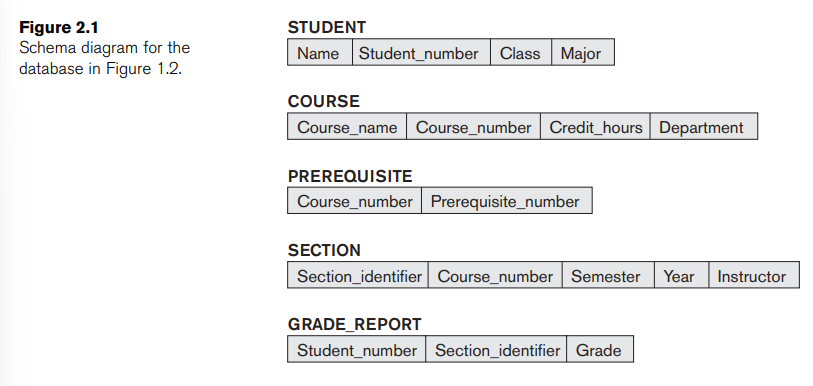 Figure 2.1
Schema diagram for the
database in Figure 1.2.
STUDENT
Name Student_number Class Major
COURSE
Course_name Course_number Credit_hours Department
PREREQUISITE
Course_number Prerequisite_number
SECTION
Section_identifier Course_number Semester Year Instructor
GRADE_REPORT
Student_number Section_identifier Grade